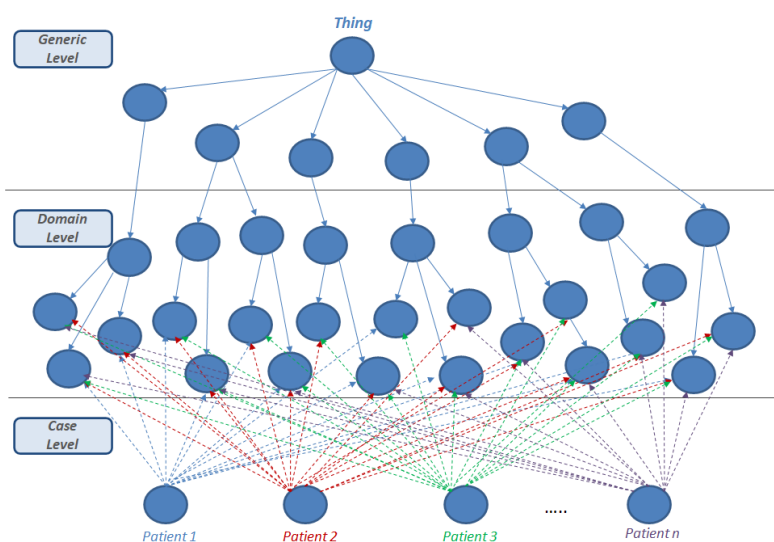 Thing
Generic
Level
Domain
Level
Case
Level
.....
Patient 1
Patient 2
Patient 3
Patient n